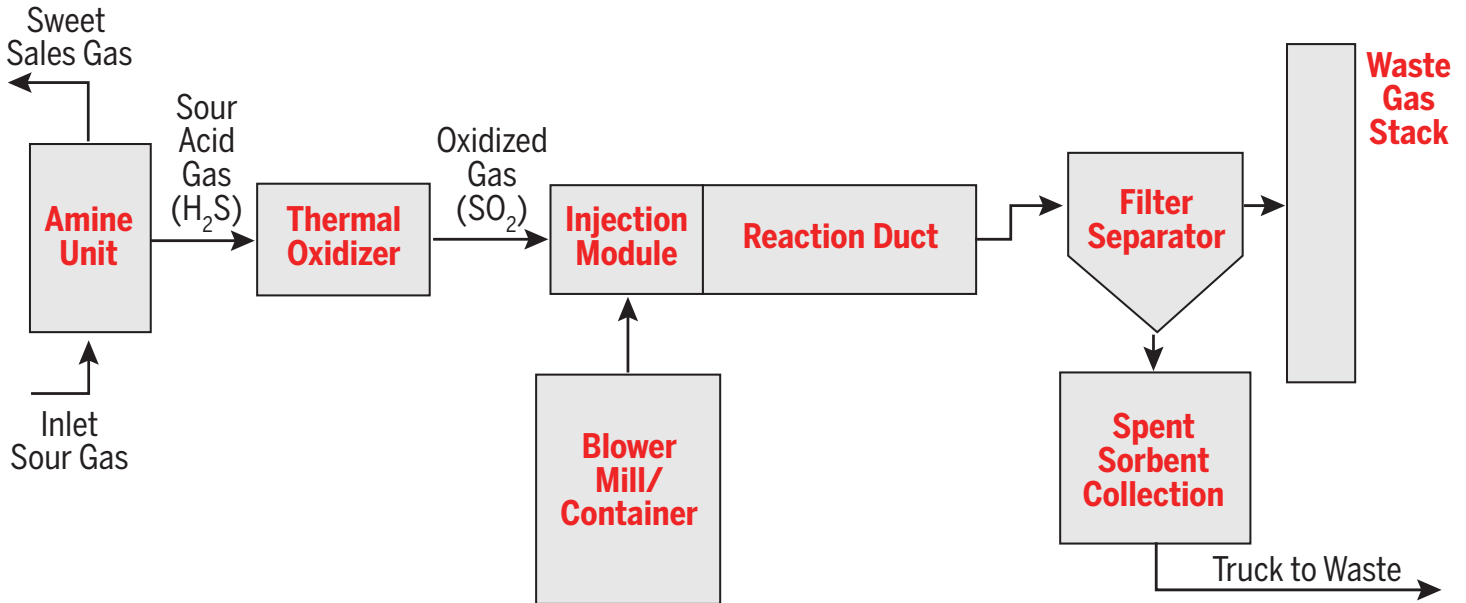 Sweet
Sales Gas
Sour
Acid
Gas
(H₂S)
Oxidized
Gas
(SO₂)
Waste
Gas
Stack
Amine
Unit
Thermal
Oxidizer
Injection
Module
Reaction Duct
Filter
Separator
Inlet
Sour Gas
Blower
Mill/
Container
Spent
Sorbent
Collection
Truck to Waste